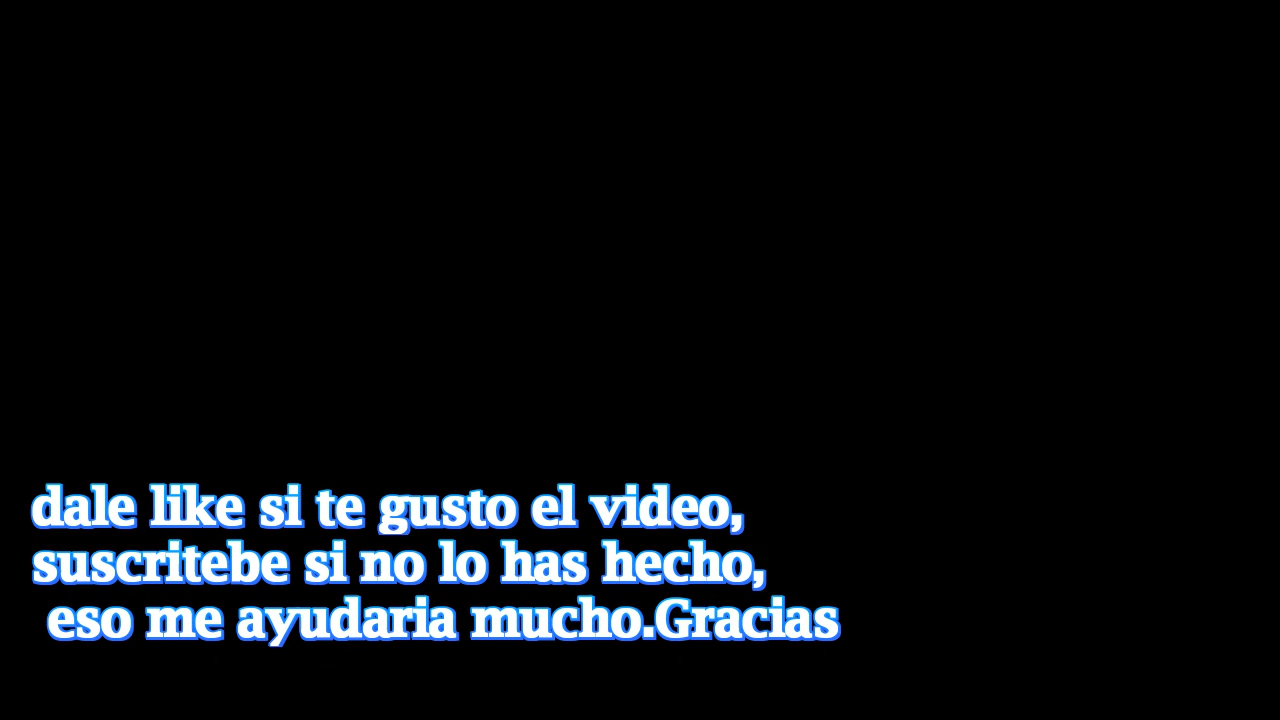 dale like si te gusto el video,
suscritebe si no lo has hecho,
eso me ayudaria mucho.Gracias